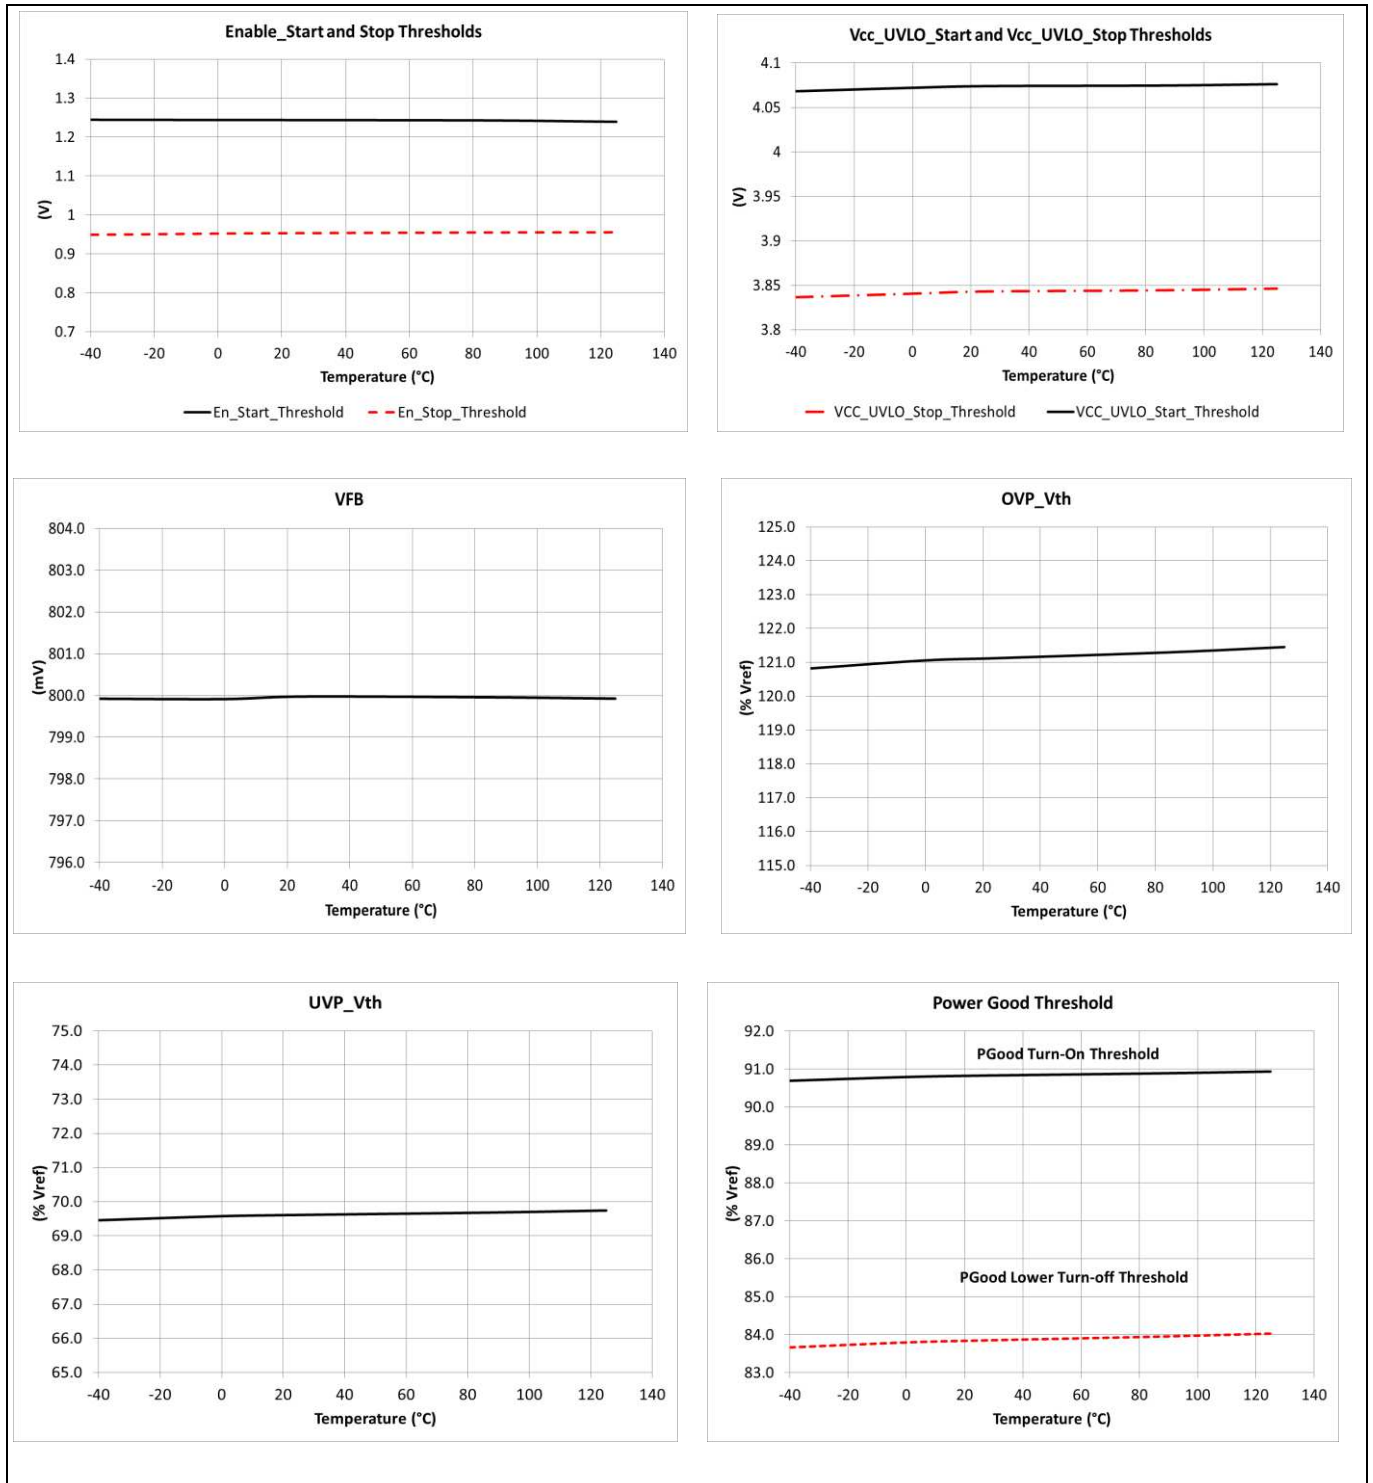 Enable_Start and Stop Thresholds
1.4
1.3
1.2
1.1
1
0.9
0.8
0.7
(V)
-40 -20 0 20 40 60 80 100 120 140
Temperature (°C)
En_Start_Threshold En_Stop_Threshold
Vcc_UVLO_Start and Vcc_UVLO_Stop Thresholds
4.1
4.05
4
3.95
3.9
3.85
3.8
(V)
-40 -20 0 20 40 60 80 100 120 140
Temperature (°C)
VCC_UVLO_Stop_Threshold VCC_UVLO_Start_Threshold
VFB
804.0
803.0
802.0
801.0
800.0
799.0
798.0
797.0
796.0
(mV)
-40 -20 0 20 40 60 80 100 120 140
Temperature (°C)
OVP_Vth
125.0
124.0
123.0
122.0
121.0
120.0
119.0
118.0
117.0
116.0
115.0
(% Vref)
-40 -20 0 20 40 60 80 100 120 140
Temperature (°C)
UVP_Vth
75.0
74.0
73.0
72.0
71.0
70.0
69.0
68.0
67.0
66.0
65.0
(% Vref)
-40 -20 0 20 40 60 80 100 120 140
Temperature (°C)
Power Good Threshold
92.0
91.0
90.0
89.0
88.0
87.0
86.0
85.0
84.0
83.0
(% Vref)
PGood Turn-On Threshold
PGood Lower Turn-off Threshold
-40 -20 0 20 40 60 80 100 120 140
Temperature (°C)